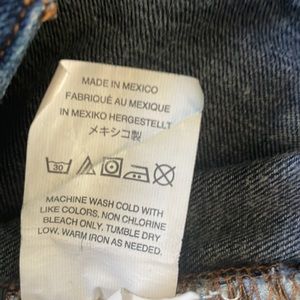 MADE IN MEXICO
FABRIQUÉ AU MEXIQUE
IN MEXIKO HERGESTELLT
メキシコ製
30
MACHINE WASH COLD WITH
LIKE COLORS. NON CHLORINE
BLEACH ONLY. TUMBLE DRY
LOW. WARM IRON AS NEEDED.